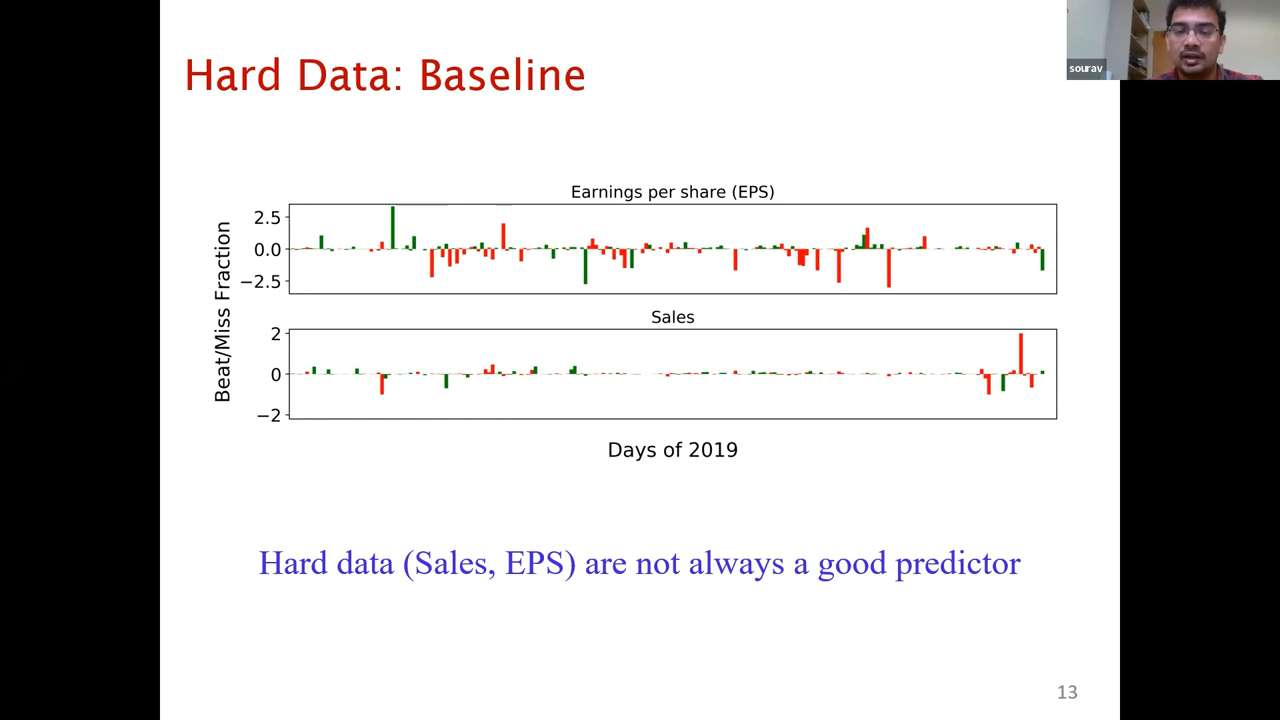 sourav
Hard Data: Baseline
Earnings per share (EPS)
2.5
0.0
−2.5
Beat/Miss Fraction
Sales
2
0
−2
Days of 2019
Hard data (Sales, EPS) are not always a good predictor
13